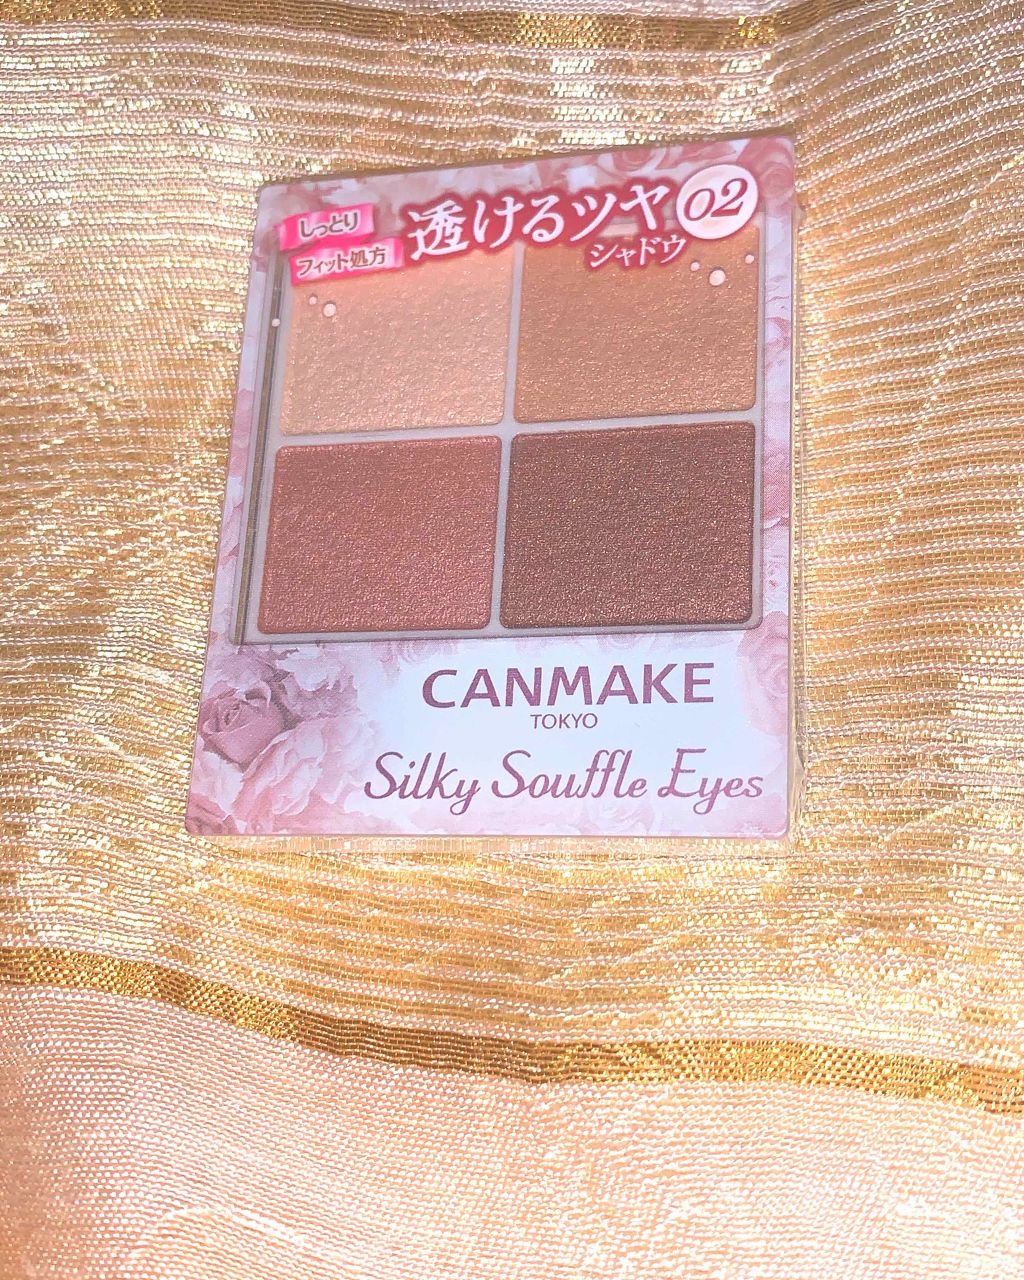 しっとり
フィット処方
透けるツヤ
シャドウ
02
CANMAKE
TOKYO
Silky Souffle Eyes